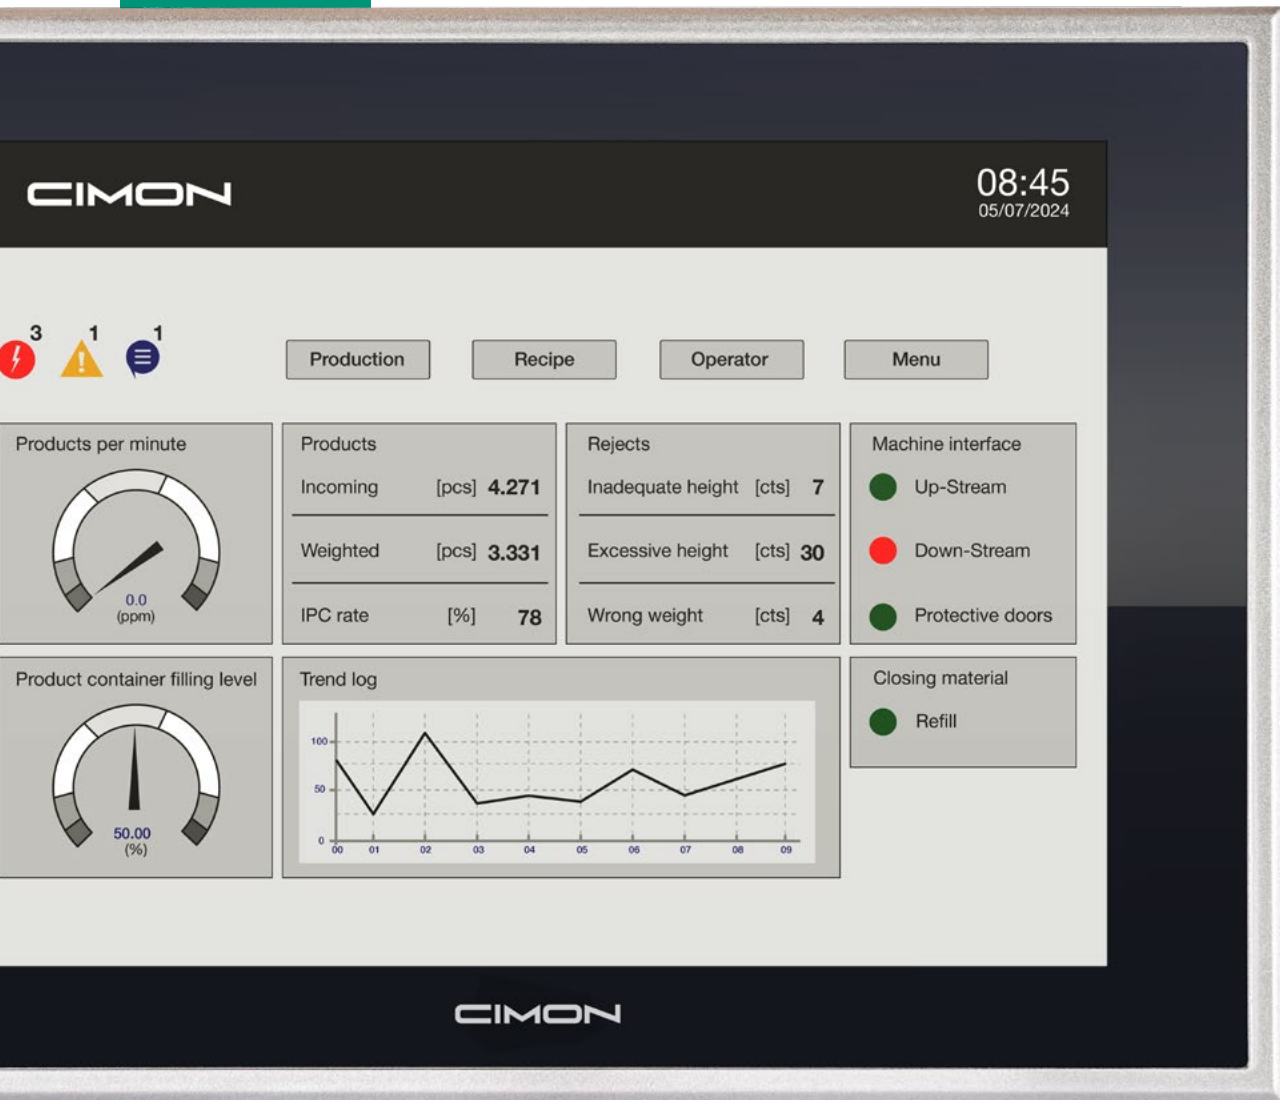 CIMON
08:45
05/07/2024
3
1
1
Production
Recipe
Operator
Menu
Products per minute
0.0
(ppm)
Products
Incoming [pcs] 4.271
Weighted [pcs] 3.331
IPC rate [%] 78
Rejects
Inadequate height [cts] 7
Excessive height [cts] 30
Wrong weight [cts] 4
Machine interface
Up-Stream
Down-Stream
Protective doors
Product container filling level
50.00
(%)
Trend log
100
50
0
00 01 02 03 04 05 06 07 08 09
Closing material
Refill
CIMON